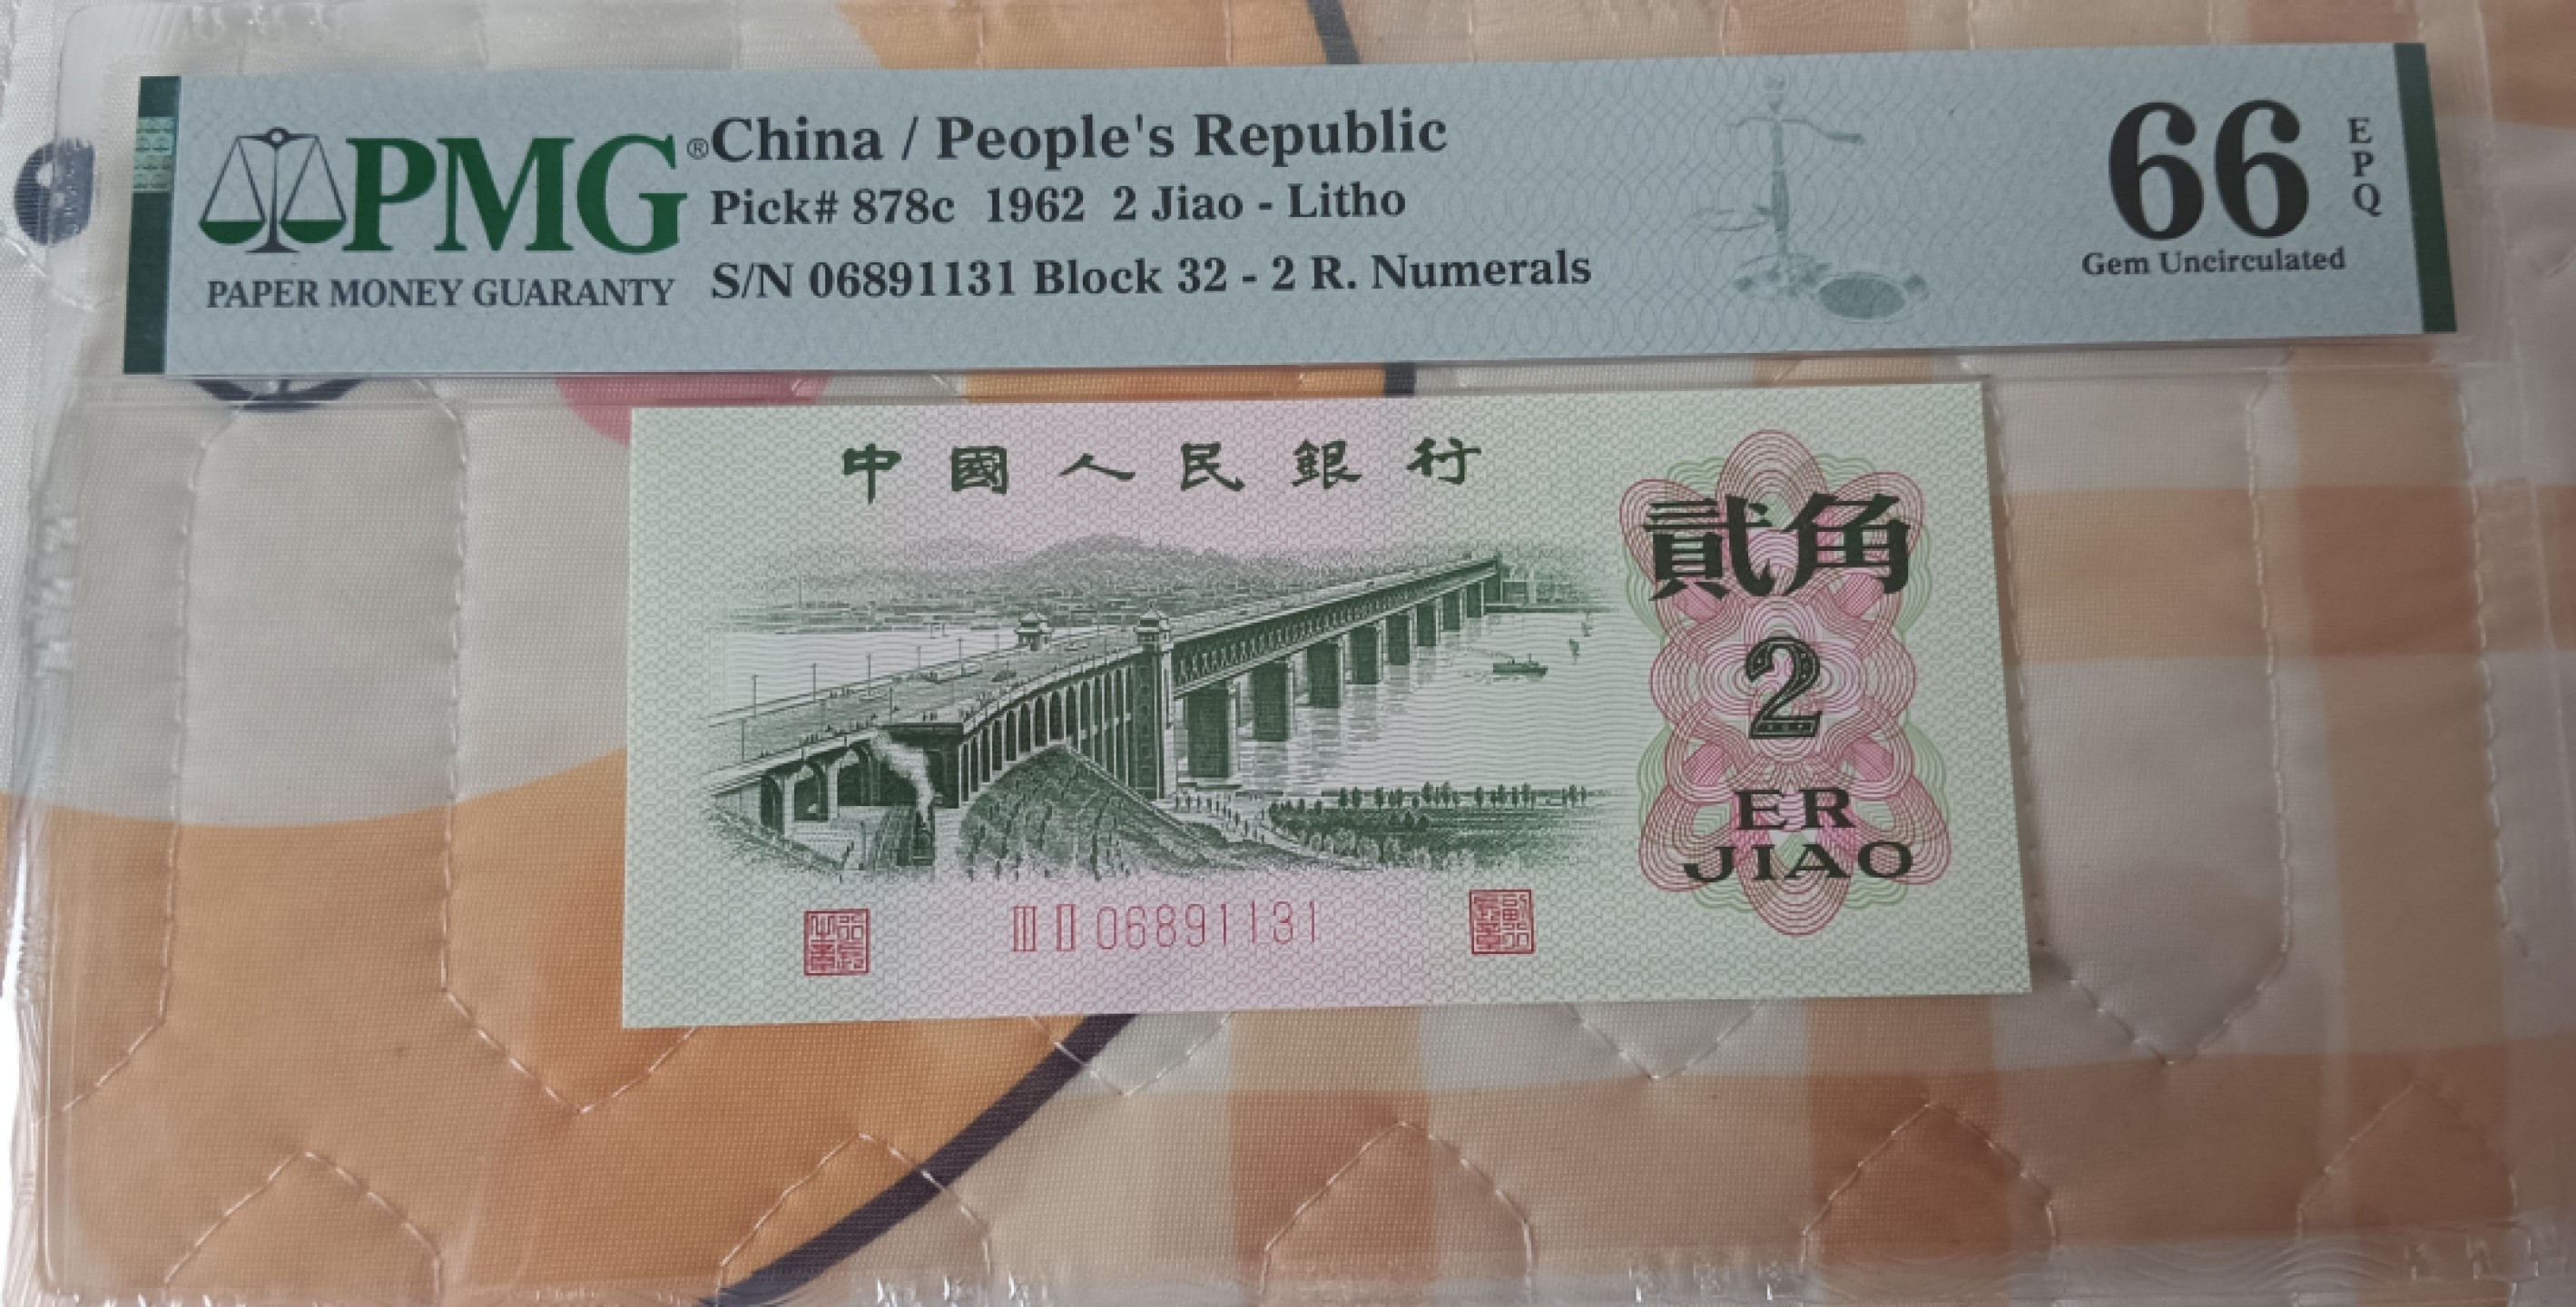 PMG®
PAPER MONEY GUARANTY
China / People's Republic
Pick# 878c 1962 2 Jiao - Litho
S/N 06891131 Block 32 - 2 R. Numerals
66
EPQ
Gem Uncirculated
中國人民銀行
貳角
2
ER
JIAO
III II 06891131